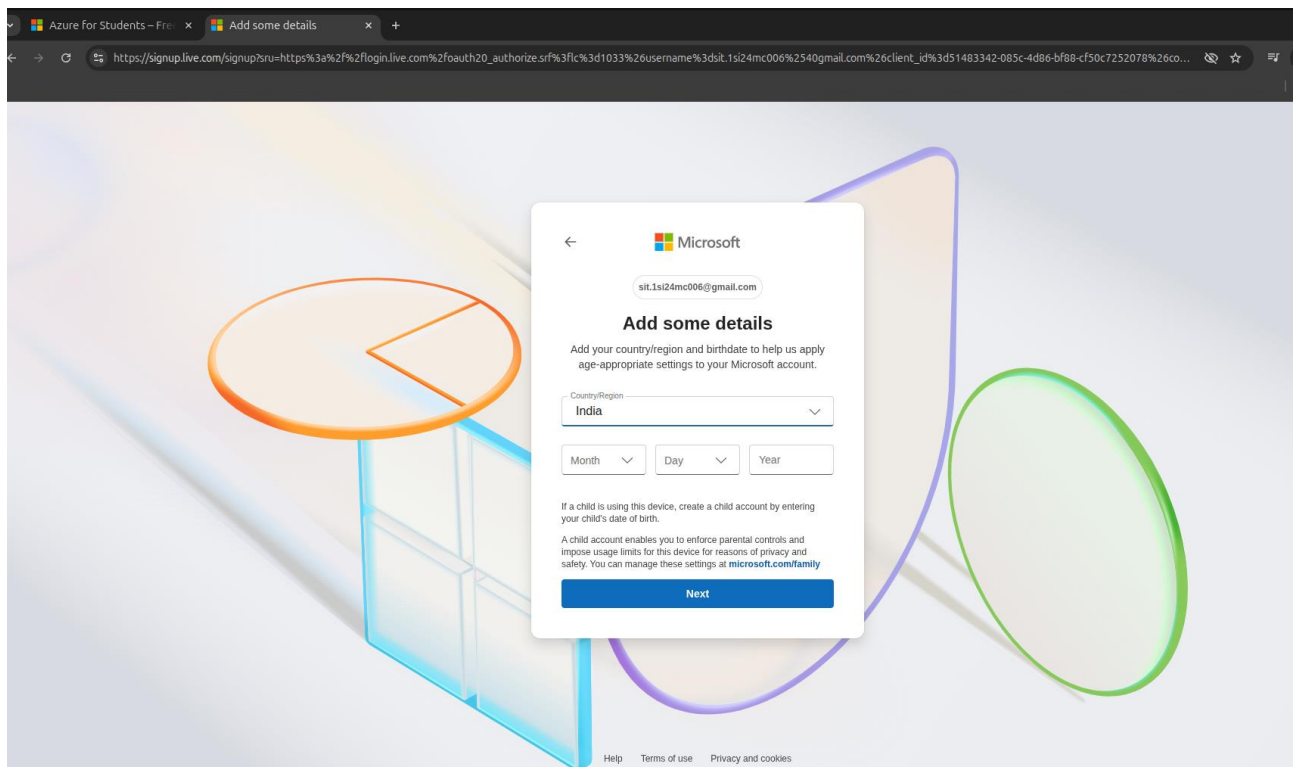 Azure for Students – Fre
Add some details
https://signup.live.com/signup?sru=https%3a%2f%2flogin.live.com%2foauth20_authorize.srf%3flc%3d1033%26username%3dsit.1si24mc006%2540gmail.com%26client_id%3d51483342-085c-4d86-bf88-cf50c7252078%26co...
Microsoft
sit.1si24mc006@gmail.com
Add some details
Add your country/region and birthdate to help us apply
age-appropriate settings to your Microsoft account.
Country/Region
India
Month Day Year
If a child is using this device, create a child account by entering
your child's date of birth.
A child account enables you to enforce parental controls and
impose usage limits for this device for reasons of privacy and
safety. You can manage these settings at microsoft.com/family
Next
Help Terms of use Privacy and cookies